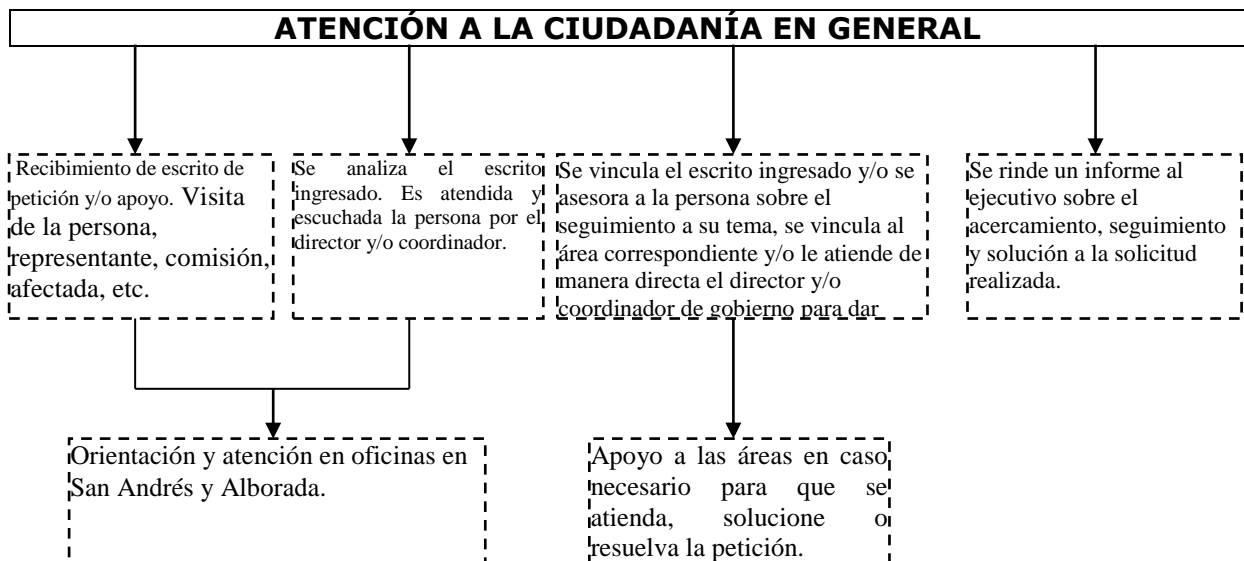 ATENCIÓN A LA CIUDADANÍA EN GENERAL
Recibimiento de escrito de
petición y/o apoyo. Visita
de la persona,
representante, comisión,
afectada, etc.
Se analiza el escrito
ingresado. Es atendida y
escuchada la persona por el
director y/o coordinador.
Se vincula el escrito ingresado y/o se
asesora a la persona sobre el
seguimiento a su tema, se vincula al
área correspondiente y/o le atiende de
manera directa el director y/o
coordinador de gobierno para dar
Se rinde un informe al
ejecutivo sobre el
acercamiento, seguimiento
y solución a la solicitud
realizada.
Orientación y atención en oficinas en
San Andrés y Alborada.
Apoyo a las áreas en caso
necesario para que se
atienda, solucione o
resuelva la petición.